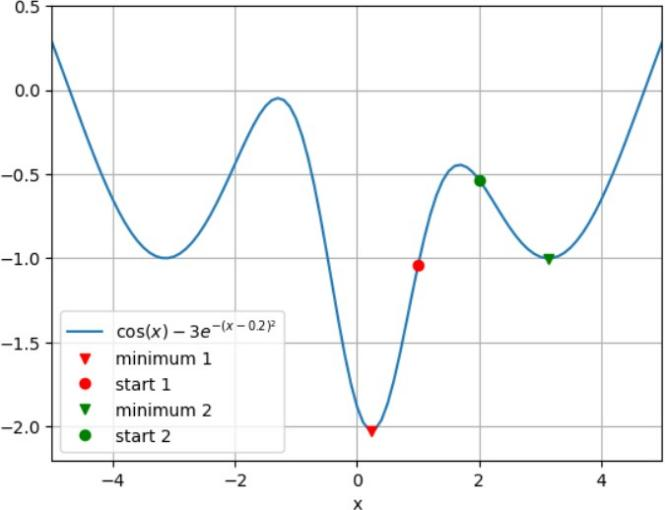 0.5
0.0
−0.5
−1.0
−1.5
−2.0
cos(x) − 3e^{−(x−0.2)²}
minimum 1
start 1
minimum 2
start 2
−4 −2 0 2 4
x